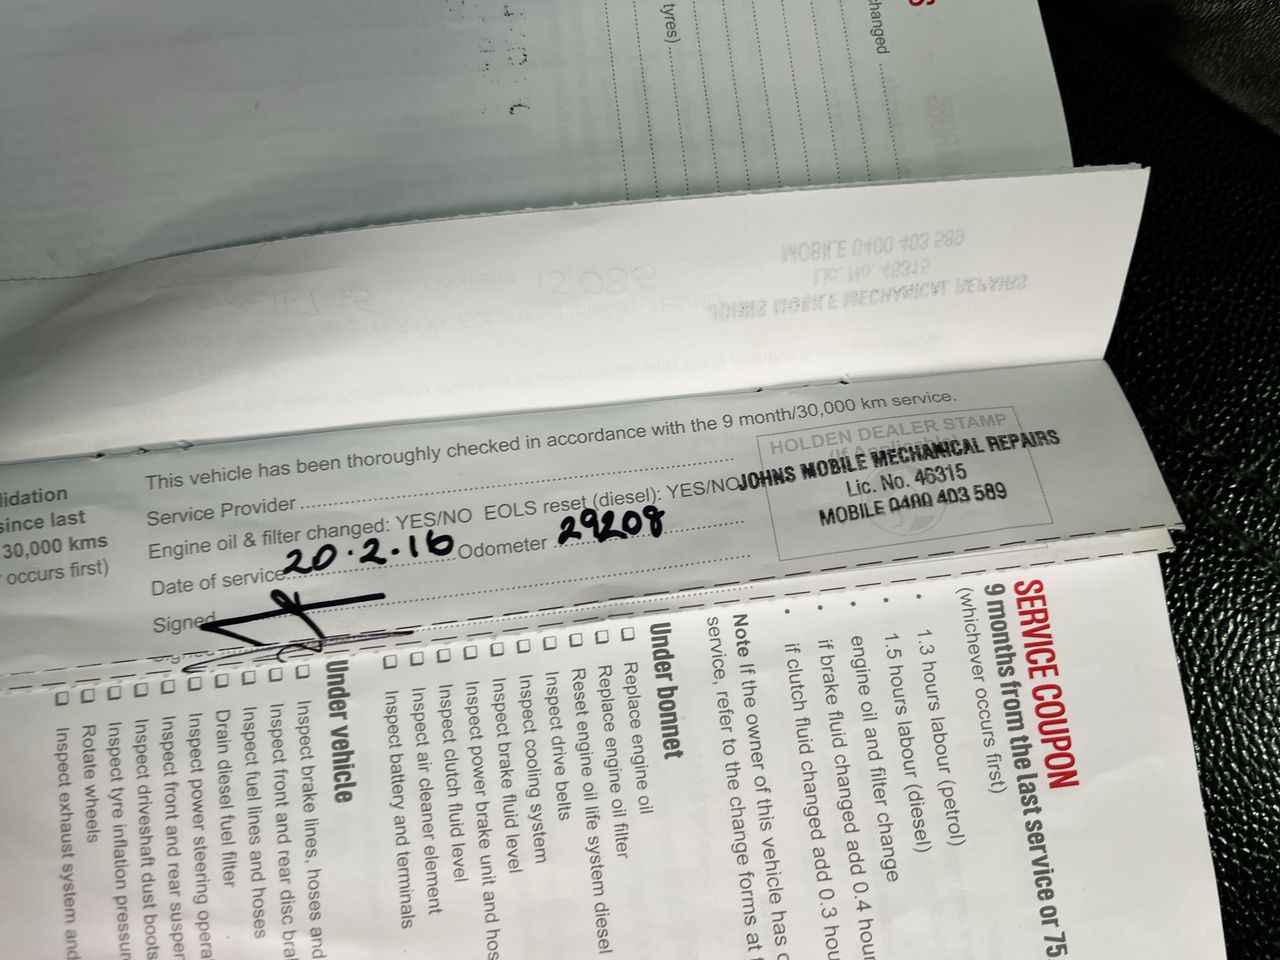 tyres)
changed
This vehicle has been thoroughly checked in accordance with the 9 month/30,000 km service.
Service Provider
Engine oil & filter changed: YES/NO EOLS reset (diesel): YES/NO
Date of service 20.2.16 Odometer 29208
Signed
HOLDEN DEALER STAMP
JOHNS MOBILE MECHANICAL REPAIRS
Lic. No. 46315
MOBILE 0400 403 589
lidation
since last
30,000 kms
occurs first)
SERVICE COUPON
9 months from the last service or 75
(whichever occurs first)
• 1.3 hours labour (petrol)
• 1.5 hours labour (diesel)
• engine oil and filter change
• if brake fluid changed add 0.4 hour
• if clutch fluid changed add 0.3 hou
Note If the owner of this vehicle has c
service, refer to the change forms at
Under bonnet
Replace engine oil
Replace engine oil filter
Reset engine oil life system diesel
Inspect drive belts
Inspect cooling system
Inspect brake fluid level
Inspect power brake unit and hos
Inspect clutch fluid level
Inspect air cleaner element
Inspect battery and terminals
Under vehicle
Inspect brake lines, hoses and
Inspect front and rear disc bra
Inspect fuel lines and hoses
Drain diesel fuel filter
Inspect power steering opera
Inspect front and rear susper
Inspect driveshaft dust boots
Inspect tyre inflation pressur
Rotate wheels
Inspect exhaust system and